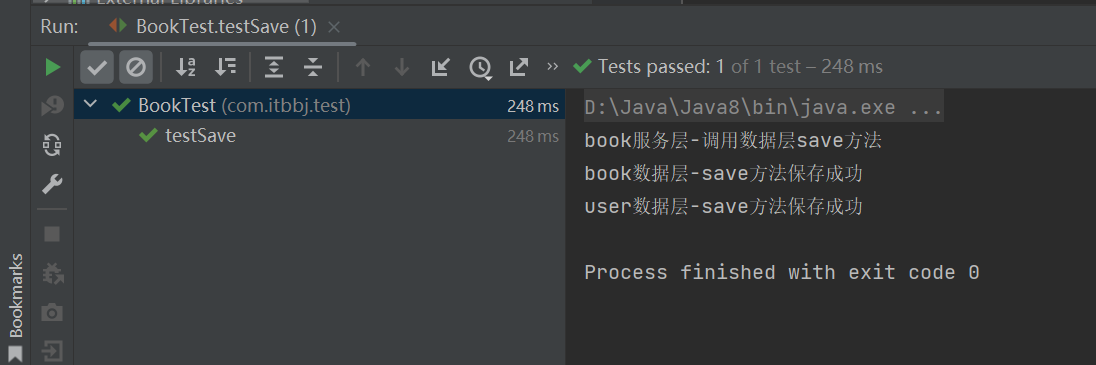 External Libraries
Run: BookTest.testSave (1) ×
Tests passed: 1 of 1 test – 248 ms
BookTest (com.itbbj.test) 248 ms
testSave 248 ms
D:\Java\Java8\bin\java.exe ...
book服务层-调用数据层save方法
book数据层-save方法保存成功
user数据层-save方法保存成功
Process finished with exit code 0
Bookmarks